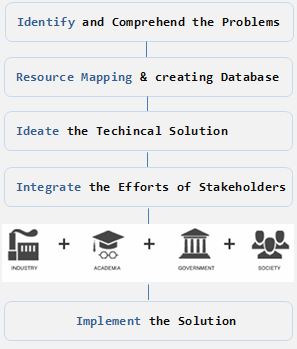 Identify and Comprehend the Problems
Resource Mapping & creating Database
Ideate the Techincal Solution
Integrate the Efforts of Stakeholders
INDUSTRY + ACADEMIA + GOVERNMENT + SOCIETY
Implement the Solution